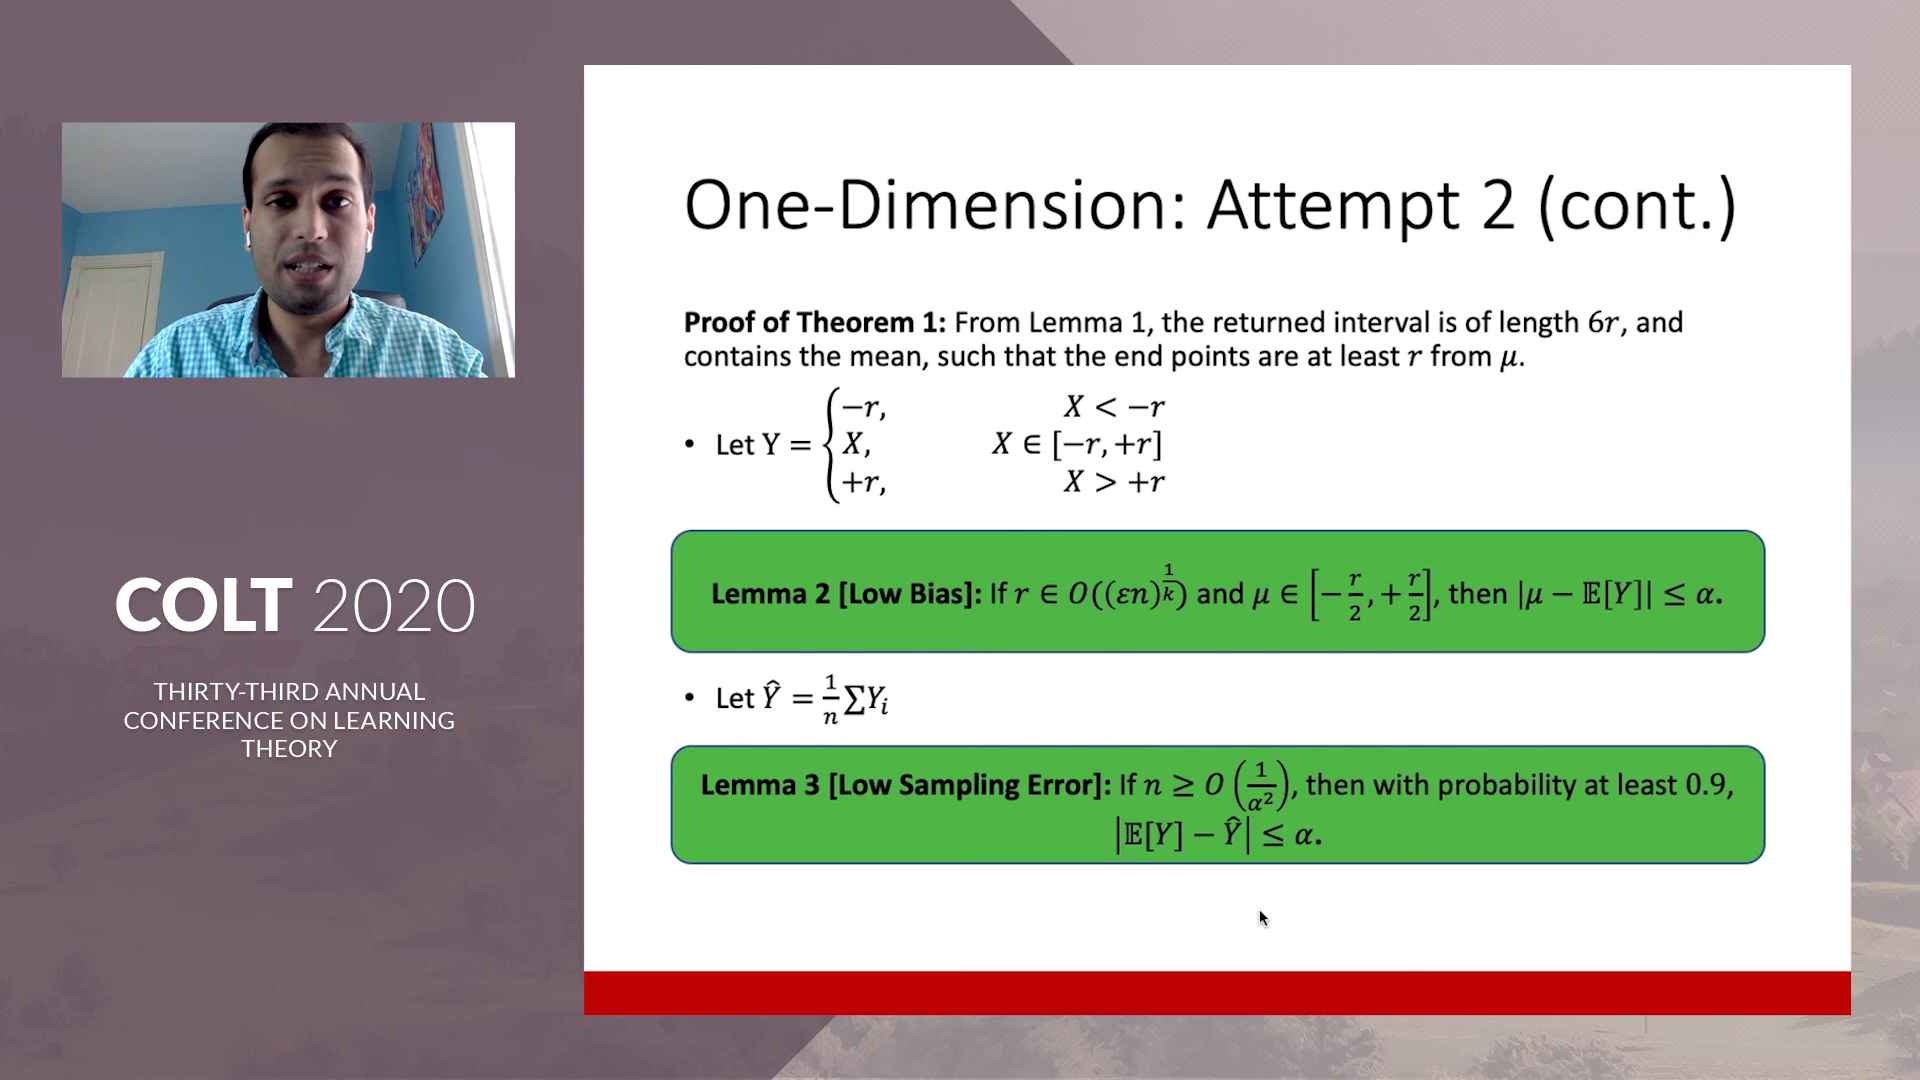 COLT 2020
THIRTY-THIRD ANNUAL
CONFERENCE ON LEARNING
THEORY
One-Dimension: Attempt 2 (cont.)
Proof of Theorem 1: From Lemma 1, the returned interval is of length 6r, and
contains the mean, such that the end points are at least r from μ.
• Let Y = { −r, X < −r
X, X ∈ [−r, +r]
+r, X > +r
Lemma 2 [Low Bias]: If r ∈ O((εn)^{1/k}) and μ ∈ [−r/2, +r/2], then |μ − 𝔼[Y]| ≤ α.
• Let Ŷ = 1/n ∑Yᵢ
Lemma 3 [Low Sampling Error]: If n ≥ O(1/α²), then with probability at least 0.9,
|𝔼[Y] − Ŷ| ≤ α.